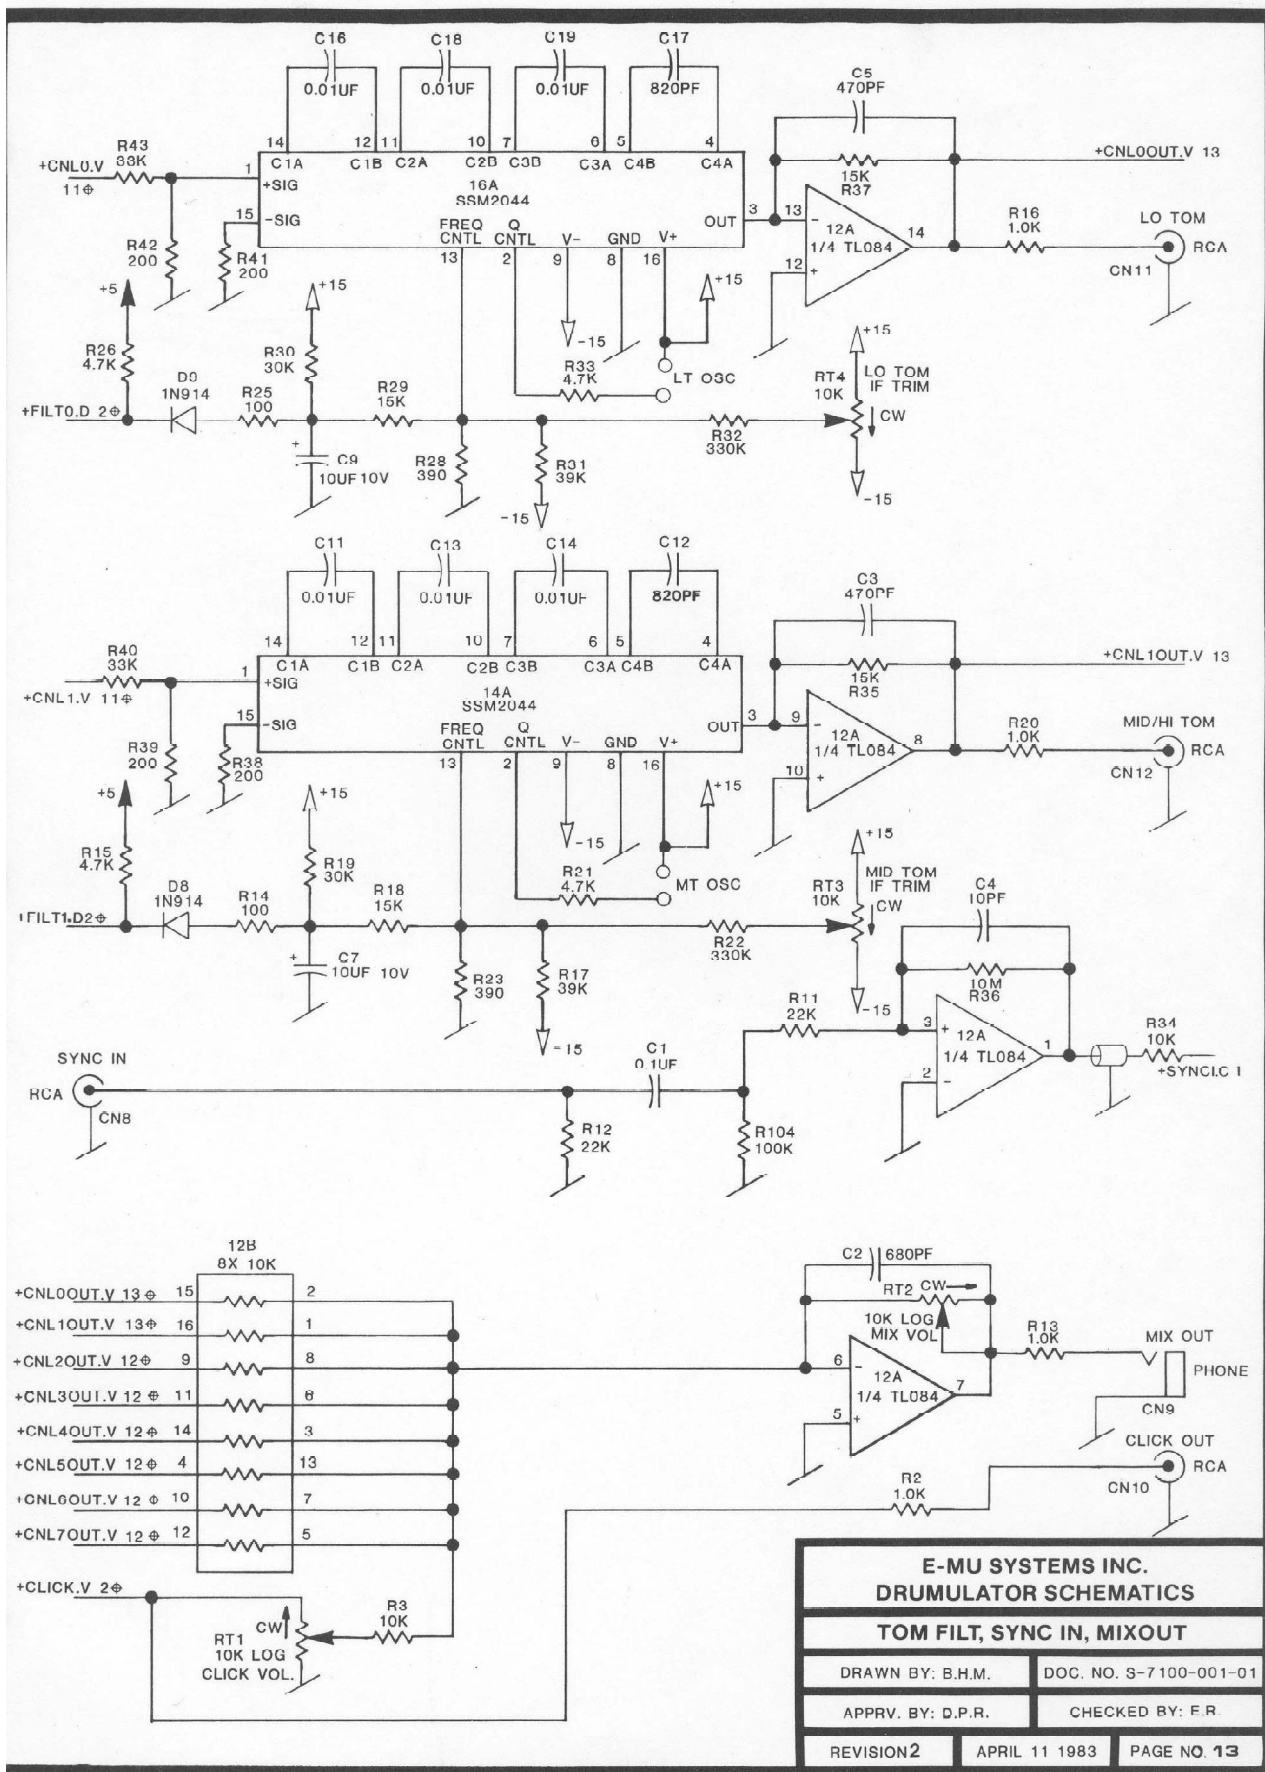 C16
0.01UF
C18
0.01UF
C19
0.01UF
C17
820PF
C5
470PF
14 12 11 10 7 6 5 4
C1A C1B C2A C2B C3B C3A C4B C4A
R43
33K
+CNL0.V
11⌖
1
+SIG
16A
SSM2044
15
-SIG
FREQ
CNTL
Q
CNTL
V-
GND
V+
OUT
3
13 2 9 8 16
R42
200
R41
200
15K
R37
13
-
12A
1/4 TL084
14
12
+
+CNL0OUT.V 13
R16
1.0K
LO TOM
RCA
CN11
+5
R26
4.7K
+15
R30
30K
+15
-15
R33
4.7K
LT OSC
+15
LO TOM
IF TRIM
RT4
10K
CW
-15
+FILT0.D 2⌖
D9
1N914
R25
100
R29
15K
+
C9
10UF 10V
R28
390
R31
39K
-15
R32
330K
C11
0.01UF
C13
0.01UF
C14
0.01UF
C12
820PF
C3
470PF
14 12 11 10 7 6 5 4
C1A C1B C2A C2B C3B C3A C4B C4A
R40
33K
+CNL1.V 11⌖
1
+SIG
14A
SSM2044
15
-SIG
FREQ
CNTL
Q
CNTL
V-
GND
V+
OUT
3
13 2 9 8 16
R39
200
R38
200
15K
R35
9
-
12A
1/4 TL084
8
10
+
+CNL1OUT.V 13
R20
1.0K
MID/HI TOM
RCA
CN12
+5
R15
4.7K
+15
R19
30K
+15
-15
R21
4.7K
MT OSC
+15
MID TOM
IF TRIM
RT3
10K
CW
-15
+FILT1.D2⌖
D8
1N914
R14
100
R18
15K
+
C7
10UF 10V
R23
390
R17
39K
-15
R22
330K
C4
10PF
10M
R36
R11
22K
3
+
12A
1/4 TL084
1
2
-
R34
10K
+SYNCI.C 1
SYNC IN
RCA
CN8
C1
0.1UF
R12
22K
R104
100K
12B
8X 10K
+CNL0OUT.V 13⌖ 15 2
+CNL1OUT.V 13⌖ 16 1
+CNL2OUT.V 12⌖ 9 8
+CNL3OUT.V 12⌖ 11 6
+CNL4OUT.V 12⌖ 14 3
+CNL5OUT.V 12⌖ 4 13
+CNL6OUT.V 12⌖ 10 7
+CNL7OUT.V 12⌖ 12 5
+CLICK.V 2⌖
CW
RT1
10K LOG
CLICK VOL.
R3
10K
C2
680PF
RT2
CW
10K LOG
MIX VOL
6
-
12A
1/4 TL084
7
5
+
R13
1.0K
MIX OUT
PHONE
CN9
CLICK OUT
RCA
CN10
R2
1.0K
E-MU SYSTEMS INC.
DRUMULATOR SCHEMATICS
TOM FILT, SYNC IN, MIXOUT
DRAWN BY: B.H.M.
DOC. NO. S-7100-001-01
APPRV. BY: D.P.R.
CHECKED BY: E.R.
REVISION 2
APRIL 11 1983
PAGE NO. 13